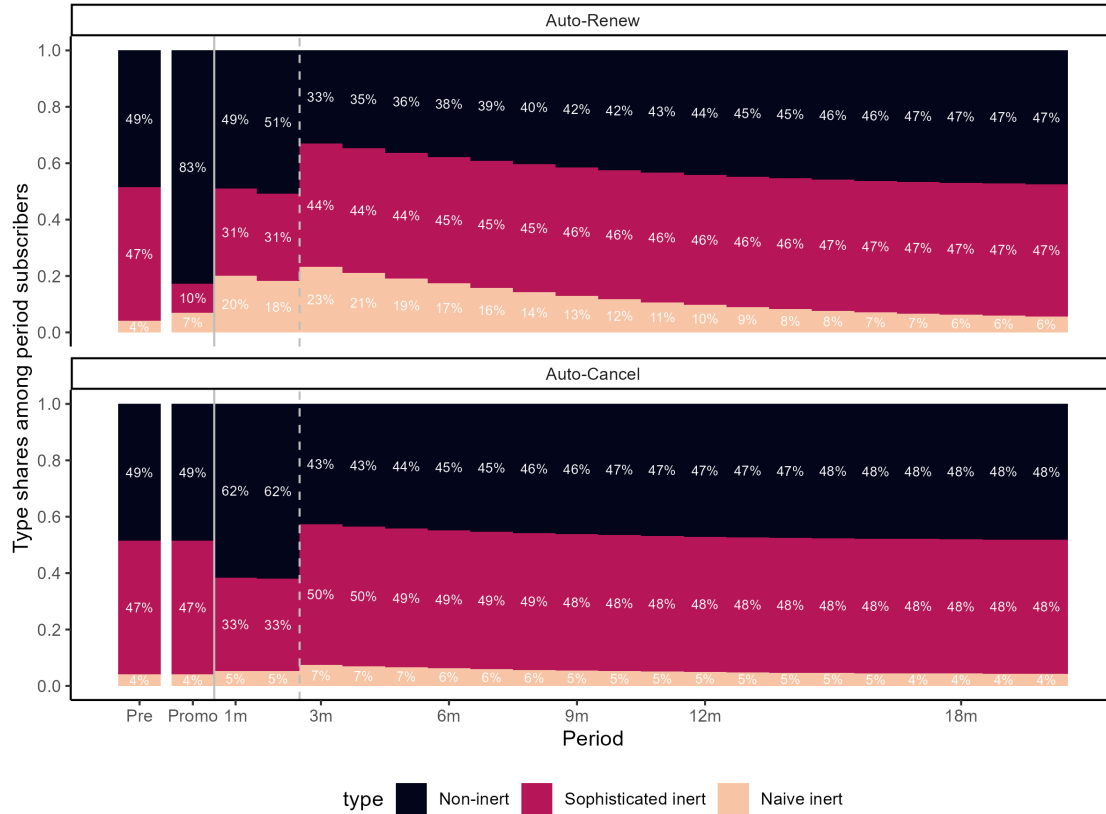 Auto-Renew
1.0
0.8
0.6
0.4
0.2
0.0
49% 83% 49% 51% 33% 35% 36% 38% 39% 40% 42% 42% 43% 44% 45% 45% 46% 46% 47% 47% 47% 47%
47% 10% 31% 31% 44% 44% 44% 45% 45% 45% 46% 46% 46% 46% 46% 46% 47% 47% 47% 47% 47% 47%
4% 7% 20% 18% 23% 21% 19% 17% 16% 14% 13% 12% 11% 10% 9% 8% 8% 7% 7% 6% 6% 6%
Type shares among period subscribers
Auto-Cancel
1.0
0.8
0.6
0.4
0.2
0.0
49% 49% 62% 62% 43% 43% 44% 45% 45% 46% 46% 47% 47% 47% 47% 47% 48% 48% 48% 48% 48% 48%
47% 47% 33% 33% 50% 50% 49% 49% 49% 49% 48% 48% 48% 48% 48% 48% 48% 48% 48% 48% 48% 48%
4% 4% 5% 5% 7% 7% 7% 6% 6% 6% 5% 5% 5% 5% 5% 5% 5% 5% 4% 4% 4% 4%
Pre Promo 1m 3m 6m 9m 12m 18m
Period
type Non-inert Sophisticated inert Naive inert